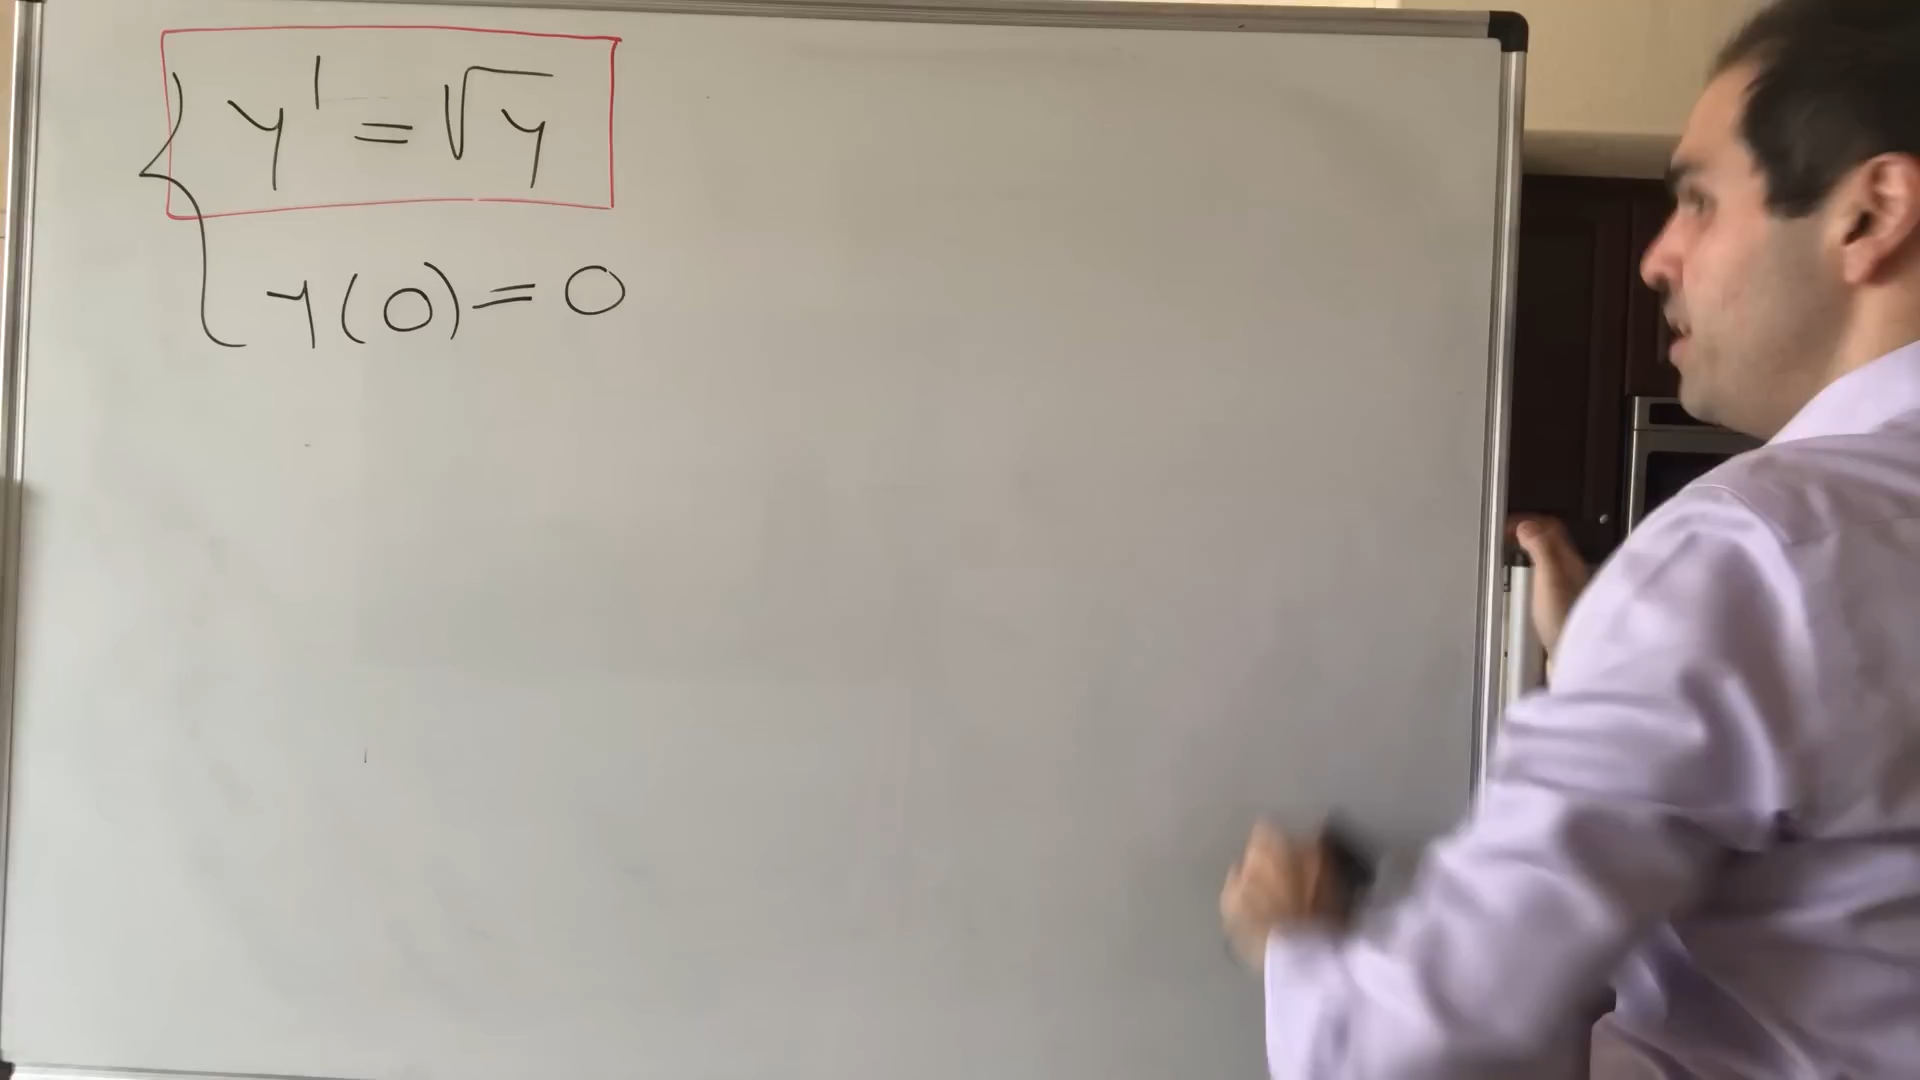 y' = √y
y(0) = 0